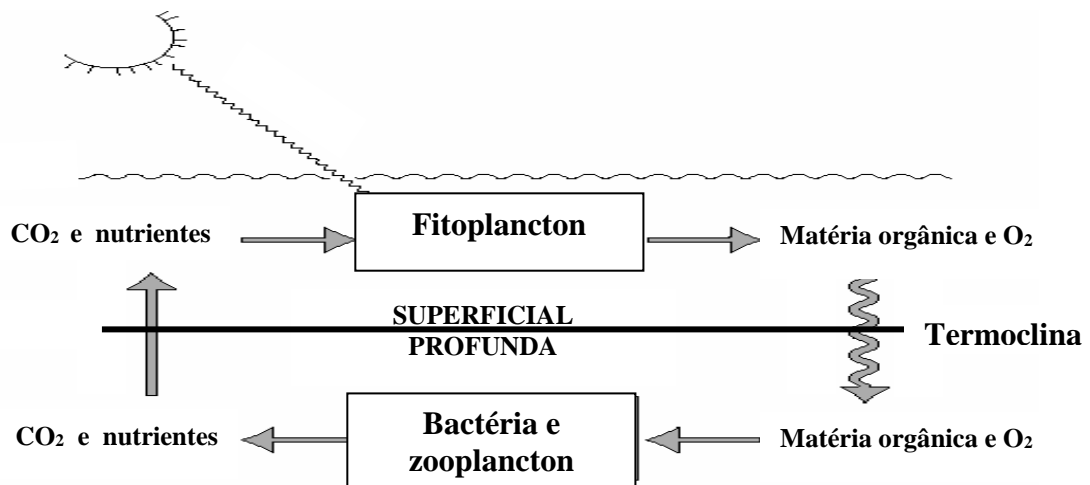 Fitoplancton
CO₂ e nutrientes
Matéria orgânica e O₂
SUPERFICIAL
PROFUNDA
Termoclina
Bactéria e
zooplancton
CO₂ e nutrientes
Matéria orgânica e O₂